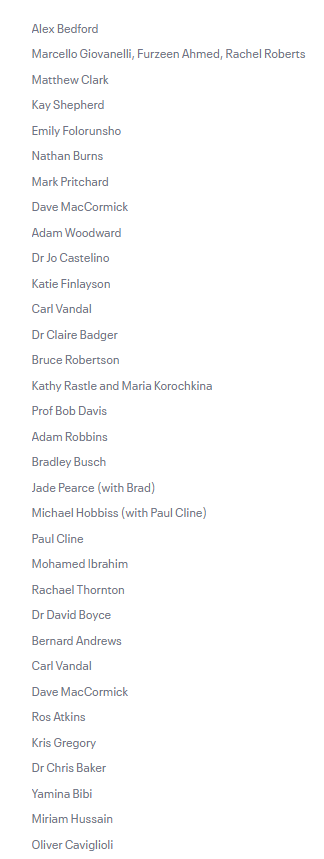 Alex Bedford
Marcello Giovanelli, Furzeen Ahmed, Rachel Roberts
Matthew Clark
Kay Shepherd
Emily Folorunsho
Nathan Burns
Mark Pritchard
Dave MacCormick
Adam Woodward
Dr Jo Castelino
Katie Finlayson
Carl Vandal
Dr Claire Badger
Bruce Robertson
Kathy Rastle and Maria Korochkina
Prof Bob Davis
Adam Robbins
Bradley Busch
Jade Pearce (with Brad)
Michael Hobbiss (with Paul Cline)
Paul Cline
Mohamed Ibrahim
Rachael Thornton
Dr David Boyce
Bernard Andrews
Carl Vandal
Dave MacCormick
Ros Atkins
Kris Gregory
Dr Chris Baker
Yamina Bibi
Miriam Hussain
Oliver Caviglioli